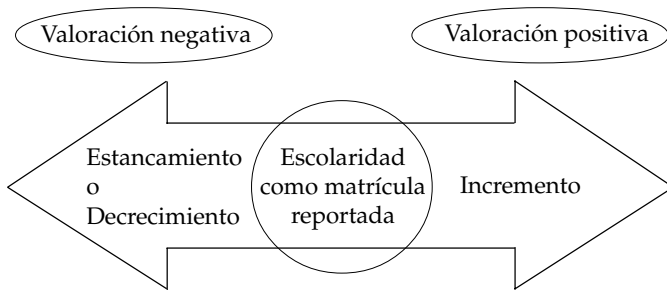 Valoración negativa
Valoración positiva
Estancamiento
o
Decrecimiento
Escolaridad
como matrícula
reportada
Incremento